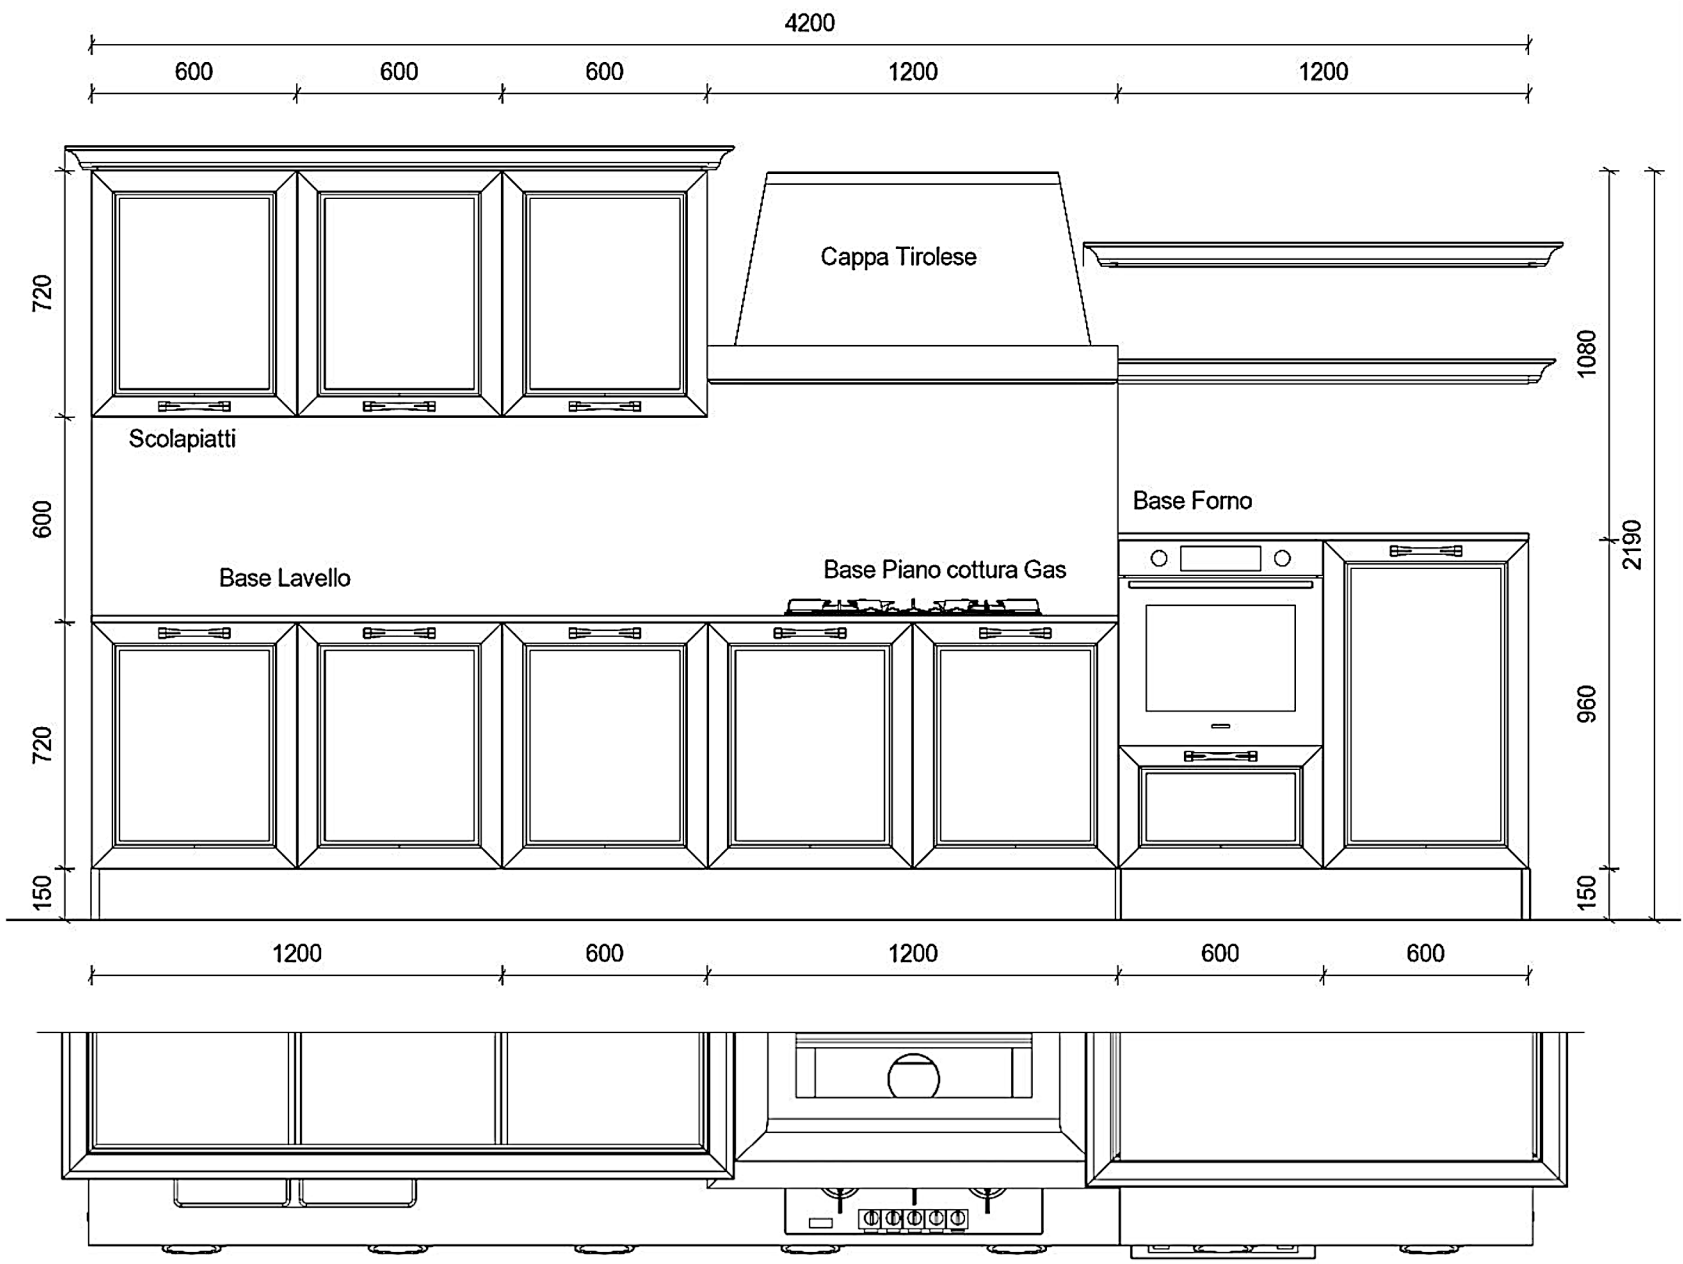 4200
600 600 600 1200 1200
Cappa Tirolese
720
1080
Scolapiatti
Base Forno
600
2190
Base Lavello
Base Piano cottura Gas
960
720
150
150
1200 600 1200 600 600